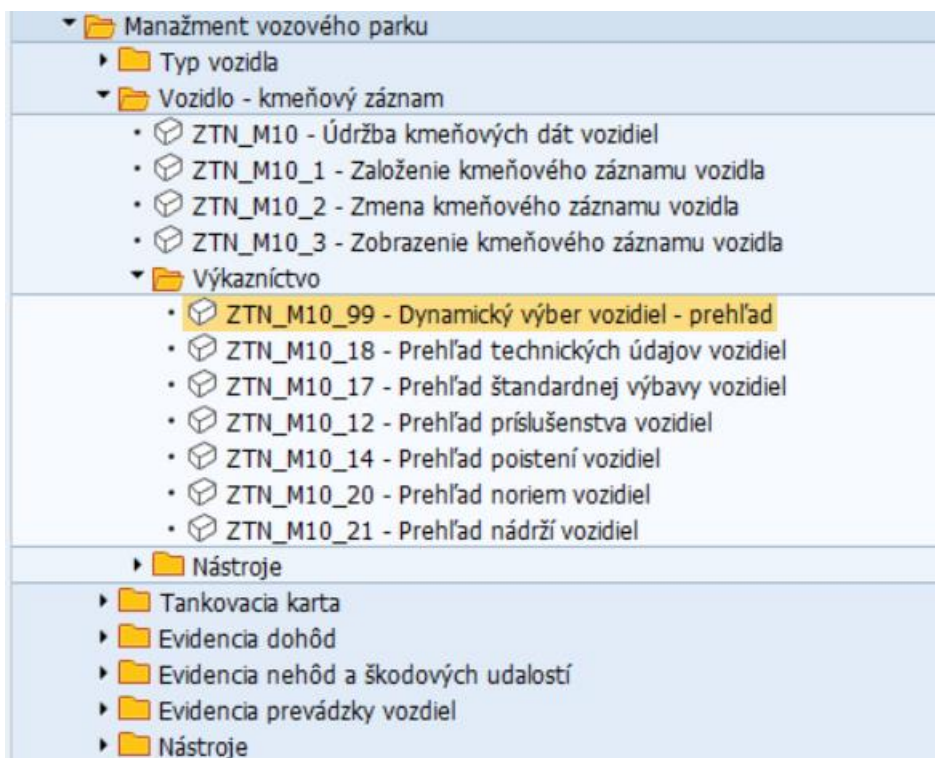 Manažment vozového parku
Typ vozidla
Vozidlo - kmeňový záznam
ZTN_M10 - Údržba kmeňových dát vozidiel
ZTN_M10_1 - Založenie kmeňového záznamu vozidla
ZTN_M10_2 - Zmena kmeňového záznamu vozidla
ZTN_M10_3 - Zobrazenie kmeňového záznamu vozidla
Výkazníctvo
ZTN_M10_99 - Dynamický výber vozidiel - prehľad
ZTN_M10_18 - Prehľad technických údajov vozidiel
ZTN_M10_17 - Prehľad štandardnej výbavy vozidiel
ZTN_M10_12 - Prehľad príslušenstva vozidiel
ZTN_M10_14 - Prehľad poistení vozidiel
ZTN_M10_20 - Prehľad noriem vozidiel
ZTN_M10_21 - Prehľad nádrží vozidiel
Nástroje
Tankovacia karta
Evidencia dohôd
Evidencia nehôd a škodových udalostí
Evidencia prevádzky vozdiel
Nástroje